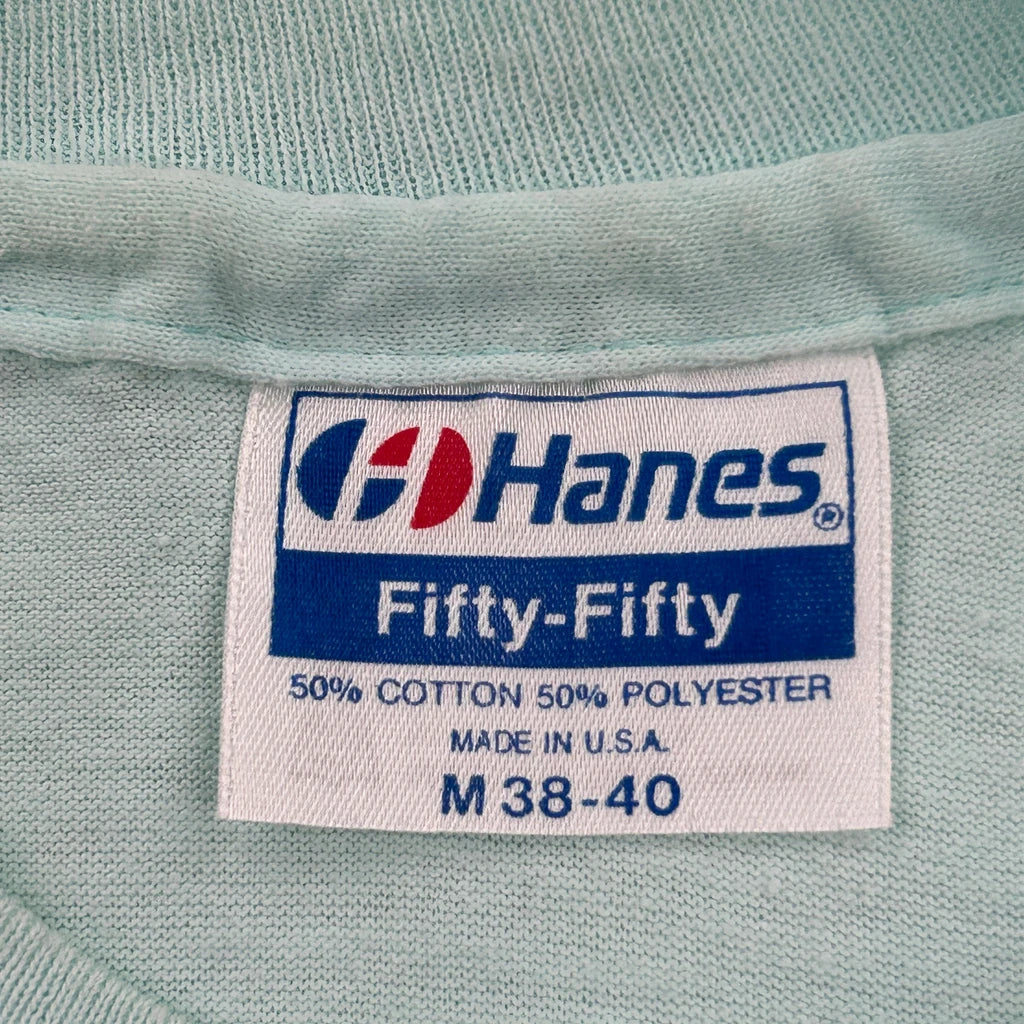 Hanes®
Fifty-Fifty
50% COTTON 50% POLYESTER
MADE IN U.S.A.
M 38-40